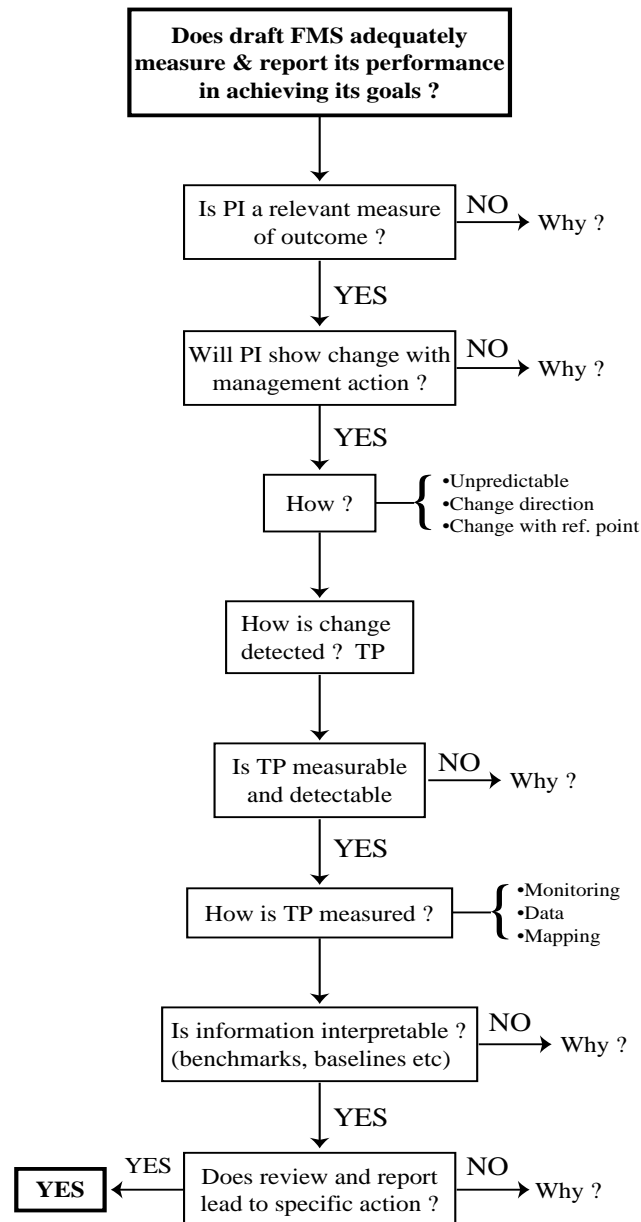 Does draft FMS adequately
measure & report its performance
in achieving its goals ?
Is PI a relevant measure
of outcome ?
NO
Why ?
YES
Will PI show change with
management action ?
NO
Why ?
YES
How ?
•Unpredictable
•Change direction
•Change with ref. point
How is change
detected ? TP
Is TP measurable
and detectable
NO
Why ?
YES
How is TP measured ?
•Monitoring
•Data
•Mapping
Is information interpretable ?
(benchmarks, baselines etc)
NO
Why ?
YES
Does review and report
lead to specific action ?
NO
Why ?
YES
YES